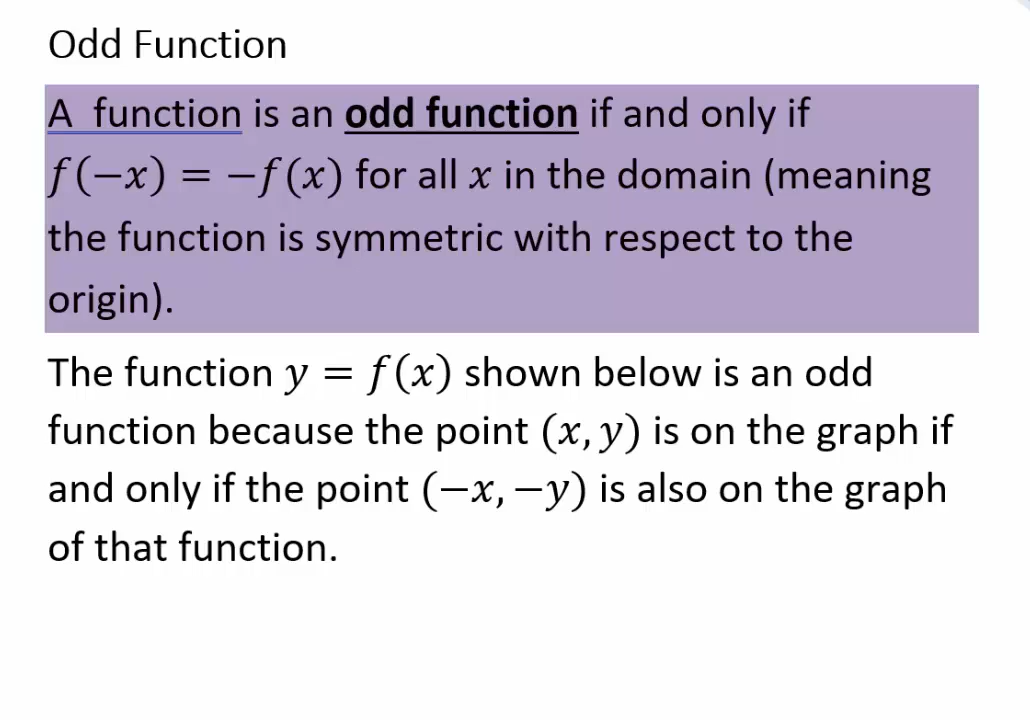 Odd Function
A  function is an odd function if and only if
f(−x) = −f(x) for all x in the domain (meaning
the function is symmetric with respect to the
origin).
The function y = f(x) shown below is an odd
function because the point (x, y) is on the graph if
and only if the point (−x, −y) is also on the graph
of that function.